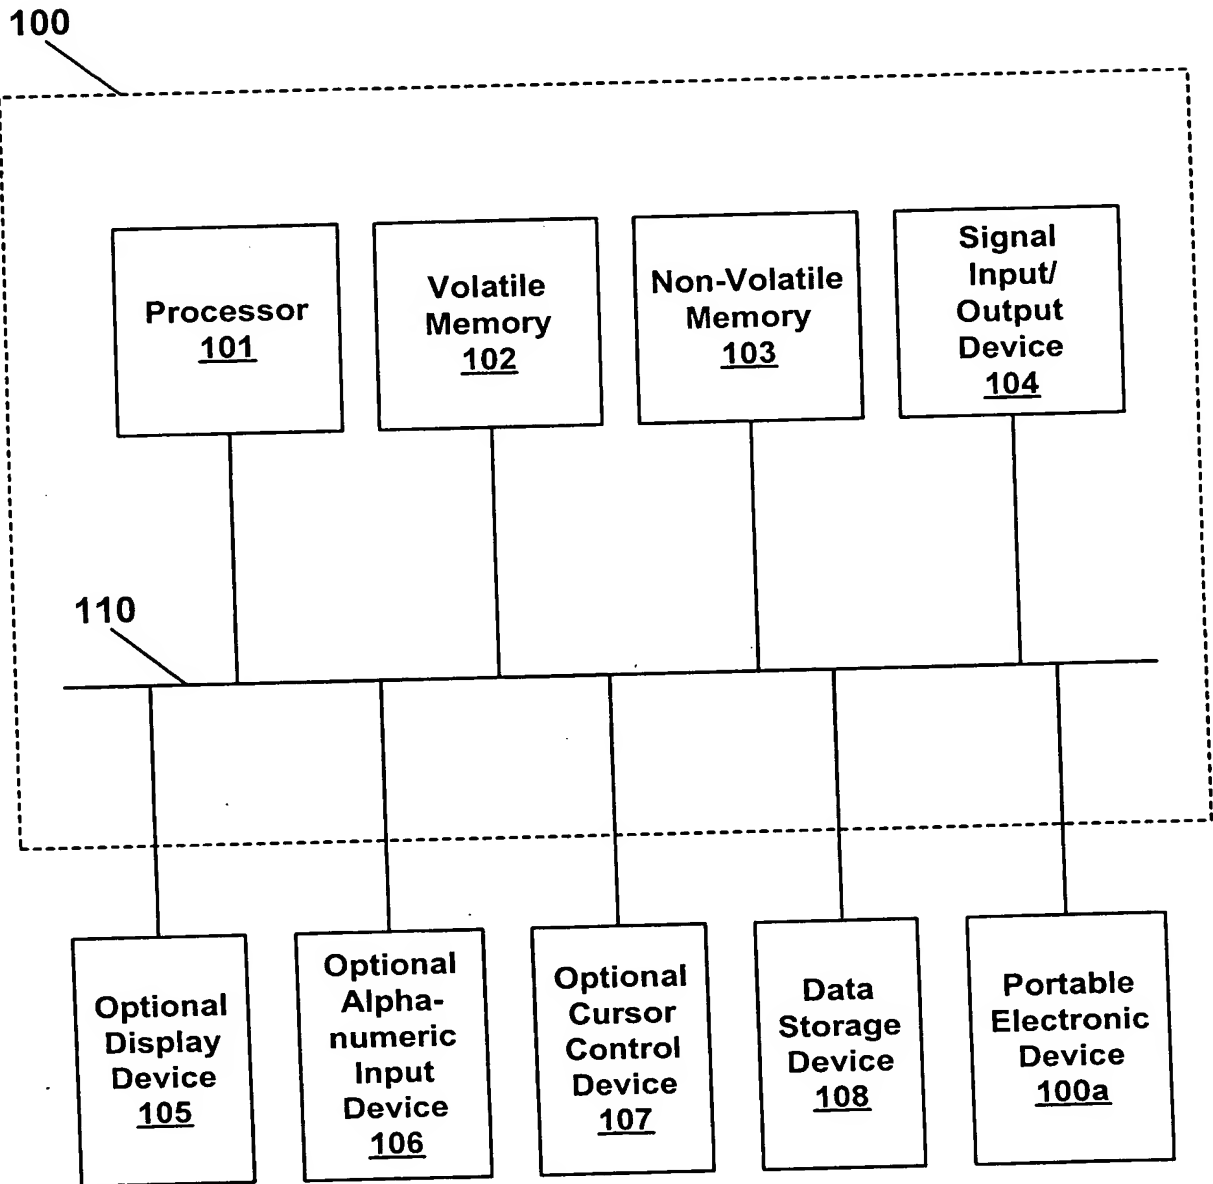 100
Processor
101
Volatile
Memory
102
Non-Volatile
Memory
103
Signal
Input/
Output
Device
104
110
Optional
Display
Device
105
Optional
Alpha-
numeric
Input
Device
106
Optional
Cursor
Control
Device
107
Data
Storage
Device
108
Portable
Electronic
Device
100a